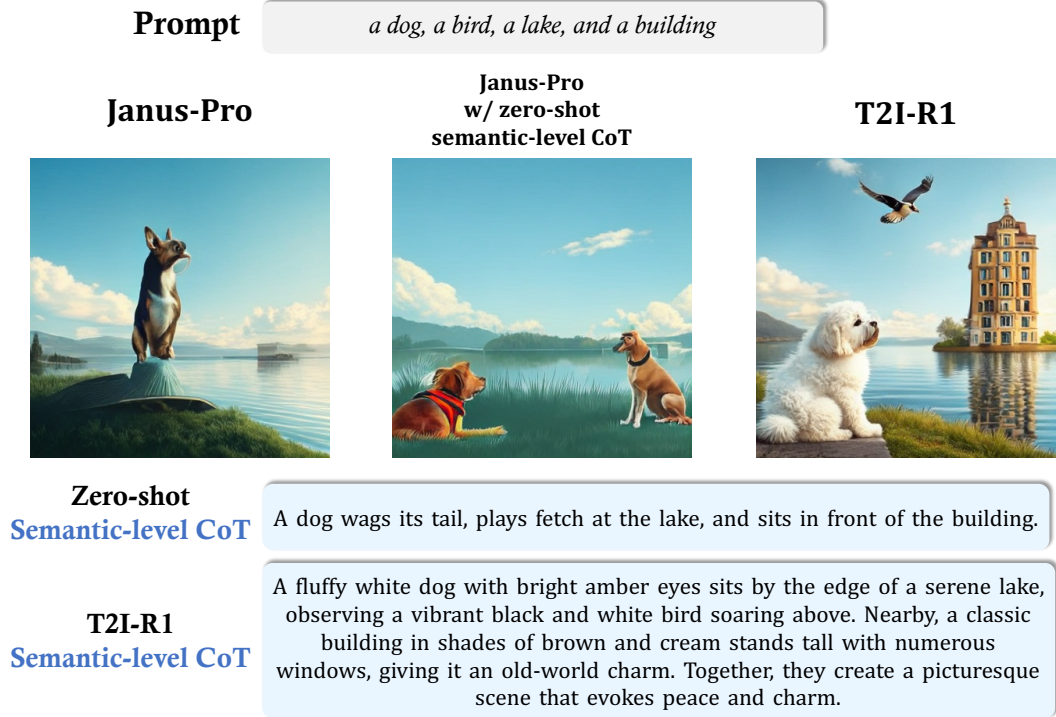 Prompt
a dog, a bird, a lake, and a building
Janus-Pro
Janus-Pro
w/ zero-shot
semantic-level CoT
T2I-R1
Zero-shot
Semantic-level CoT
A dog wags its tail, plays fetch at the lake, and sits in front of the building.
T2I-R1
Semantic-level CoT
A fluffy white dog with bright amber eyes sits by the edge of a serene lake,
observing a vibrant black and white bird soaring above. Nearby, a classic
building in shades of brown and cream stands tall with numerous
windows, giving it an old-world charm. Together, they create a picturesque
scene that evokes peace and charm.